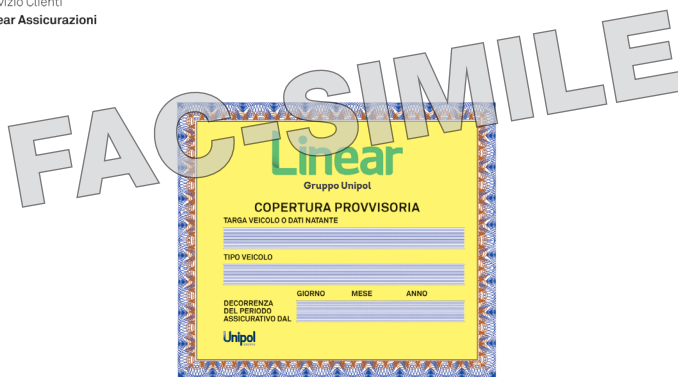 Clienti
Assicurazioni
FAC-SIMILE
Linear
Gruppo Unipol
COPERTURA PROVVISORIA
TARGA VEICOLO O DATI NATANTE
TIPO VEICOLO
GIORNO MESE ANNO
DECORRENZA
DEL PERIODO
ASSICURATIVO DAL
Unipol